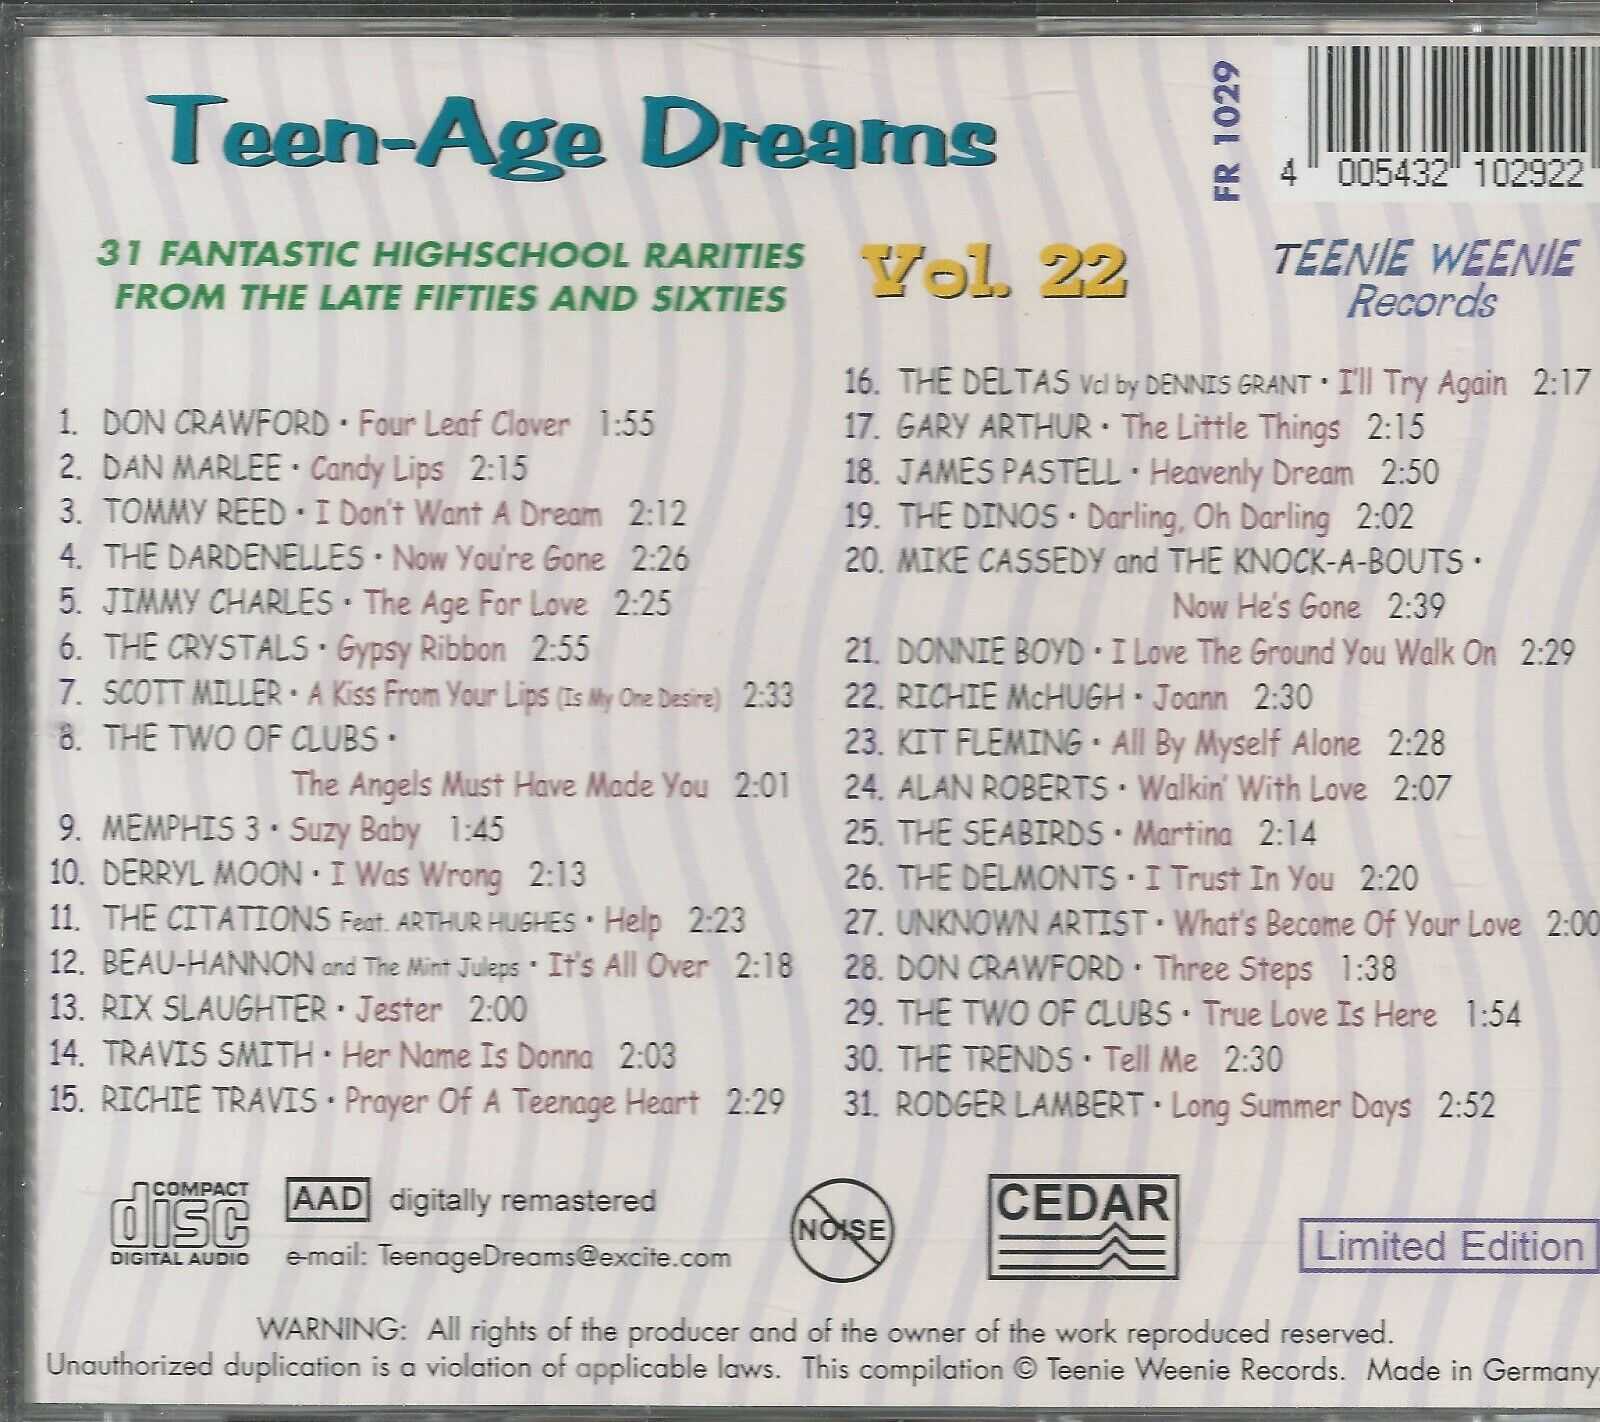 Teen-Age Dreams
FR 1029
4 005432 102922
31 FANTASTIC HIGHSCHOOL RARITIES
FROM THE LATE FIFTIES AND SIXTIES
Vol. 22
TEENIE WEENIE
Records
1. DON CRAWFORD • Four Leaf Clover 1:55
2. DAN MARLEE • Candy Lips 2:15
3. TOMMY REED • I Don't Want A Dream 2:12
4. THE DARDENELLES • Now You're Gone 2:26
5. JIMMY CHARLES • The Age For Love 2:25
6. THE CRYSTALS • Gypsy Ribbon 2:55
7. SCOTT MILLER • A Kiss From Your Lips (Is My One Desire) 2:33
8. THE TWO OF CLUBS •
The Angels Must Have Made You 2:01
9. MEMPHIS 3 • Suzy Baby 1:45
10. DERRYL MOON • I Was Wrong 2:13
11. THE CITATIONS Feat. ARTHUR HUGHES • Help 2:23
12. BEAU-HANNON and The Mint Juleps • It's All Over 2:18
13. RIX SLAUGHTER • Jester 2:00
14. TRAVIS SMITH • Her Name Is Donna 2:03
15. RICHIE TRAVIS • Prayer Of A Teenage Heart 2:29
16. THE DELTAS Vcl by DENNIS GRANT • I'll Try Again 2:17
17. GARY ARTHUR • The Little Things 2:15
18. JAMES PASTELL • Heavenly Dream 2:50
19. THE DINOS • Darling, Oh Darling 2:02
20. MIKE CASSEDY and THE KNOCK-A-BOUTS •
Now He's Gone 2:39
21. DONNIE BOYD • I Love The Ground You Walk On 2:29
22. RICHIE McHUGH • Joann 2:30
23. KIT FLEMING • All By Myself Alone 2:28
24. ALAN ROBERTS • Walkin' With Love 2:07
25. THE SEABIRDS • Martina 2:14
26. THE DELMONTS • I Trust In You 2:20
27. UNKNOWN ARTIST • What's Become Of Your Love 2:00
28. DON CRAWFORD • Three Steps 1:38
29. THE TWO OF CLUBS • True Love Is Here 1:54
30. THE TRENDS • Tell Me 2:30
31. RODGER LAMBERT • Long Summer Days 2:52
COMPACT
disc
DIGITAL AUDIO
AAD digitally remastered
e-mail: TeenageDreams@excite.com
NOISE
CEDAR
Limited Edition
WARNING: All rights of the producer and of the owner of the work reproduced reserved.
Unauthorized duplication is a violation of applicable laws. This compilation © Teenie Weenie Records. Made in Germany.